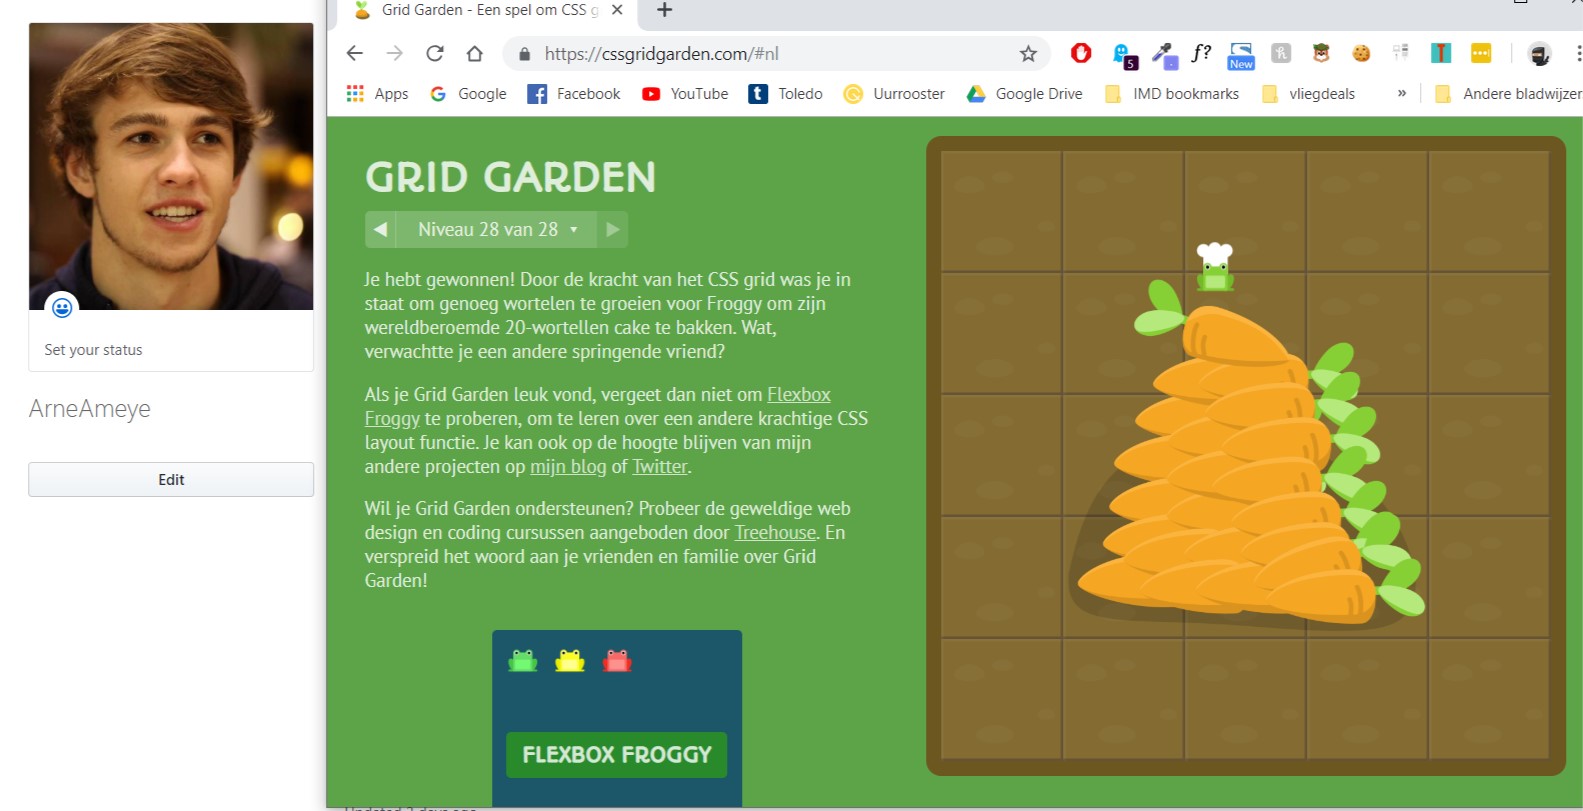 Set your status
ArneAmeye
Edit
Grid Garden - Een spel om CSS g
https://cssgridgarden.com/#nl
5
f?
New
Apps
Google
Facebook
YouTube
Toledo
Uurrooster
Google Drive
IMD bookmarks
vliegdeals
»
Andere bladwijzer
GRID GARDEN
Niveau 28 van 28
Je hebt gewonnen! Door de kracht van het CSS grid was je in
staat om genoeg wortelen te groeien voor Froggy om zijn
wereldberoemde 20-wortellen cake te bakken. Wat,
verwachtte je een andere springende vriend?
Als je Grid Garden leuk vond, vergeet dan niet om Flexbox
Froggy te proberen, om te leren over een andere krachtige CSS
layout functie. Je kan ook op de hoogte blijven van mijn
andere projecten op mijn blog of Twitter.
Wil je Grid Garden ondersteunen? Probeer de geweldige web
design en coding cursussen aangeboden door Treehouse. En
verspreid het woord aan je vrienden en familie over Grid
Garden!
FLEXBOX FROGGY